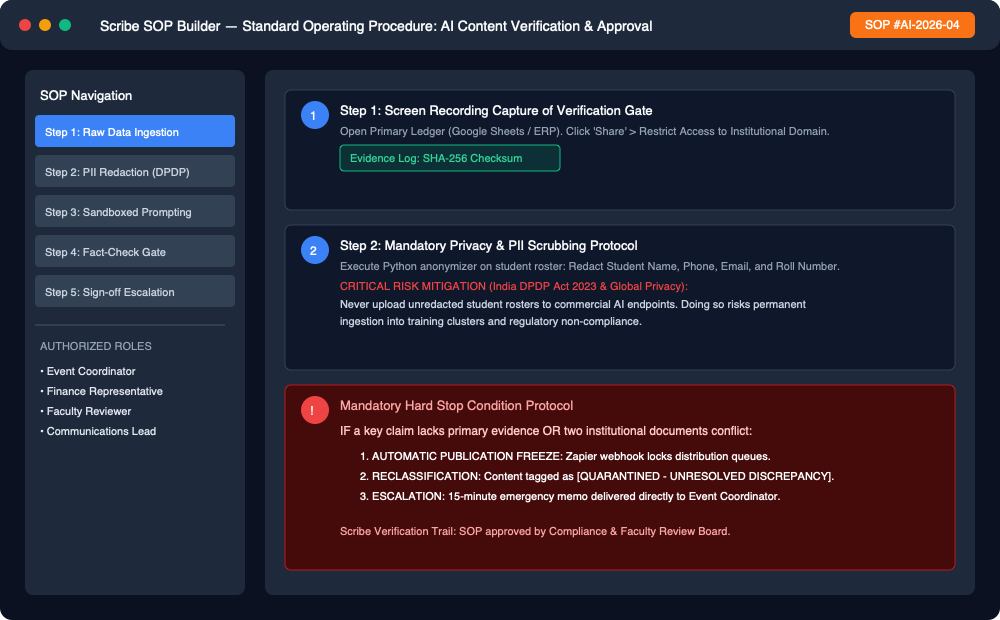 Scribe SOP Builder — Standard Operating Procedure: AI Content Verification & Approval
SOP #AI-2026-04
SOP Navigation
Step 1: Raw Data Ingestion
Step 2: PII Redaction (DPDP)
Step 3: Sandboxed Prompting
Step 4: Fact-Check Gate
Step 5: Sign-off Escalation
AUTHORIZED ROLES
• Event Coordinator
• Finance Representative
• Faculty Reviewer
• Communications Lead
1
Step 1: Screen Recording Capture of Verification Gate
Open Primary Ledger (Google Sheets / ERP). Click 'Share' > Restrict Access to Institutional Domain.
Evidence Log: SHA-256 Checksum
2
Step 2: Mandatory Privacy & PII Scrubbing Protocol
Execute Python anonymizer on student roster: Redact Student Name, Phone, Email, and Roll Number.
CRITICAL RISK MITIGATION (India DPDP Act 2023 & Global Privacy):
Never upload unredacted student rosters to commercial AI endpoints. Doing so risks permanent
ingestion into training clusters and regulatory non-compliance.
!
Mandatory Hard Stop Condition Protocol
IF a key claim lacks primary evidence OR two institutional documents conflict:
1. AUTOMATIC PUBLICATION FREEZE: Zapier webhook locks distribution queues.
2. RECLASSIFICATION: Content tagged as [QUARANTINED - UNRESOLVED DISCREPANCY].
3. ESCALATION: 15-minute emergency memo delivered directly to Event Coordinator.
Scribe Verification Trail: SOP approved by Compliance & Faculty Review Board.